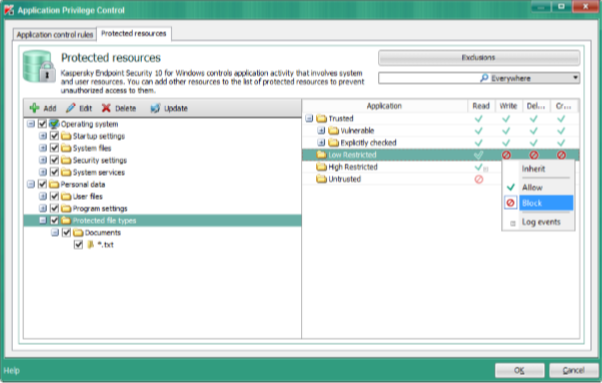 Application Privilege Control
Application control rules Protected resources
Protected resources
Kaspersky Endpoint Security 10 for Windows controls application activity that involves system
and user resources. You can add other resources to the list of protected resources to prevent
unauthorized access to them.
Exclusions
Everywhere
Add Edit Delete Update
Operating system
Startup settings
System files
Security settings
System services
Personal data
User files
Program settings
Protected file types
Documents
*.txt
Application Read Write Del... Cr...
Trusted
Vulnerable
Explicitly checked
Low Restricted
High Restricted
Untrusted
Inherit
Allow
Block
Log events
Help
OK Cancel